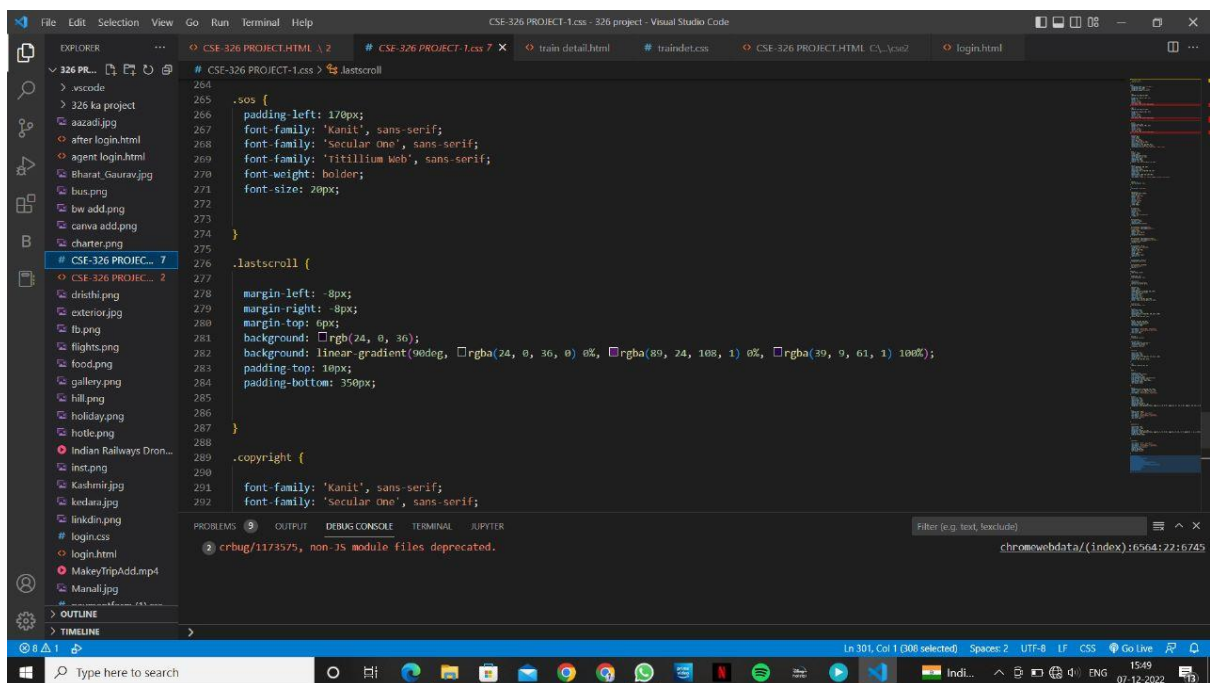 File Edit Selection View Go Run Terminal Help CSE-326 PROJECT-1.css - 326 project - Visual Studio Code
EXPLORER ... CSE-326 PROJECT.HTML .\ 2 # CSE-326 PROJECT-1.css 7 train detail.html # traindet.css CSE-326 PROJECT.HTML C:\...\cse2 login.html
326 PR... # CSE-326 PROJECT-1.css > .lastscroll
.vscode
326 ka project
aazadi.jpg
after login.html
agent login.html
Bharat_Gaurav.jpg
bus.png
bw add.png
canva add.png
charter.png
# CSE-326 PROJEC... 7
CSE-326 PROJEC... 2
dristhi.png
exterior.jpg
fb.png
flights.png
food.png
gallery.png
hill.png
holiday.png
hotle.png
Indian Railways Dron...
inst.png
Kashmir.jpg
kedara.jpg
linkdin.png
# login.css
login.html
MakeyTripAdd.mp4
Manali.jpg
OUTLINE
TIMELINE
264
265 .sos {
266 padding-left: 170px;
267 font-family: 'Kanit', sans-serif;
268 font-family: 'Secular One', sans-serif;
269 font-family: 'Titillium Web', sans-serif;
270 font-weight: bolder;
271 font-size: 20px;
272
273
274 }
275
276 .lastscroll {
277
278 margin-left: -8px;
279 margin-right: -8px;
280 margin-top: 6px;
281 background: rgb(24, 0, 36);
282 background: linear-gradient(90deg, rgba(24, 0, 36, 0) 0%, rgba(89, 24, 108, 1) 0%, rgba(39, 9, 61, 1) 100%);
283 padding-top: 10px;
284 padding-bottom: 350px;
285
286
287 }
288
289 .copyright {
290
291 font-family: 'Kanit', sans-serif;
292 font-family: 'Secular One', sans-serif;
PROBLEMS 9 OUTPUT DEBUG CONSOLE TERMINAL JUPYTER Filter (e.g. text, !exclude)
2 crbug/1173575, non-JS module files deprecated. chromewebdata/(index):6564:22:6745
>
8 1 Ln 301, Col 1 (308 selected) Spaces: 2 UTF-8 LF CSS Go Live
Type here to search Indi... ENG 15:49
07-12-2022 13